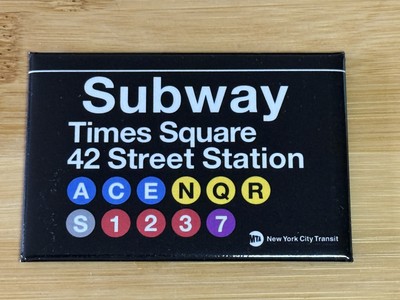 Subway
Times Square
42 Street Station
A C E N Q R
S 1 2 3 7
MTA New York City Transit